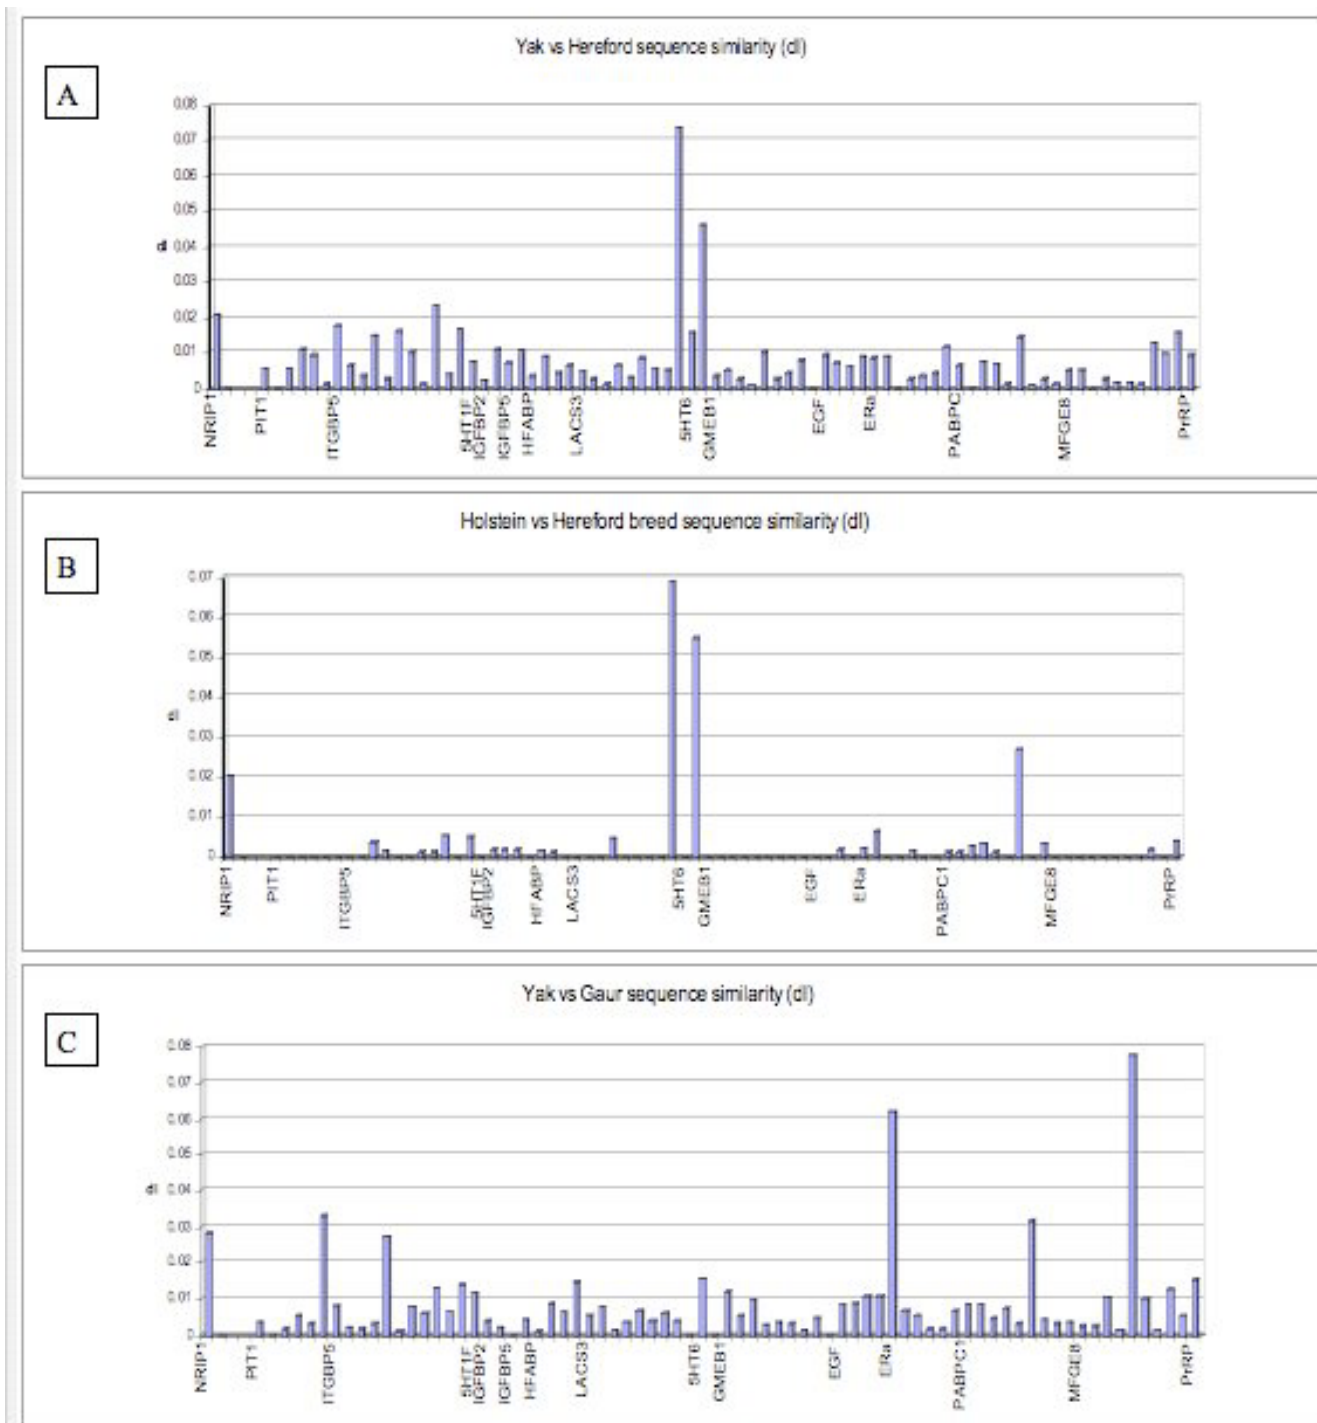 Yak vs Hereford sequence similarity (dl)
A
0.08
0.07
0.06
0.05
0.04
0.03
0.02
0.01
0
dl
NRIP1 PIT1 ITGBP5 5HT1F IGFBP2 IGFBP5 HFABP LACS3 5HT6 GMEB1 EGF ERa PABPC MFGE8 PrRP
Holstein vs Hereford breed sequence similarity (dl)
B
0.07
0.06
0.05
0.04
0.03
0.02
0.01
0
dl
NRIP1 PIT1 ITGBP5 5HT1F IGFBP2 HFABP LACS3 5HT6 GMEB1 EGF ERa PABPC1 MFGE8 PrRP
Yak vs Gaur sequence similarity (dl)
C
0.08
0.07
0.06
0.05
0.04
0.03
0.02
0.01
0
dl
NRIP1 PIT1 ITGBP5 5HT1F IGFBP2 IGFBP5 HFABP LACS3 5HT6 GMEB1 EGF ERa PABPC1 MFGE8 PrRP